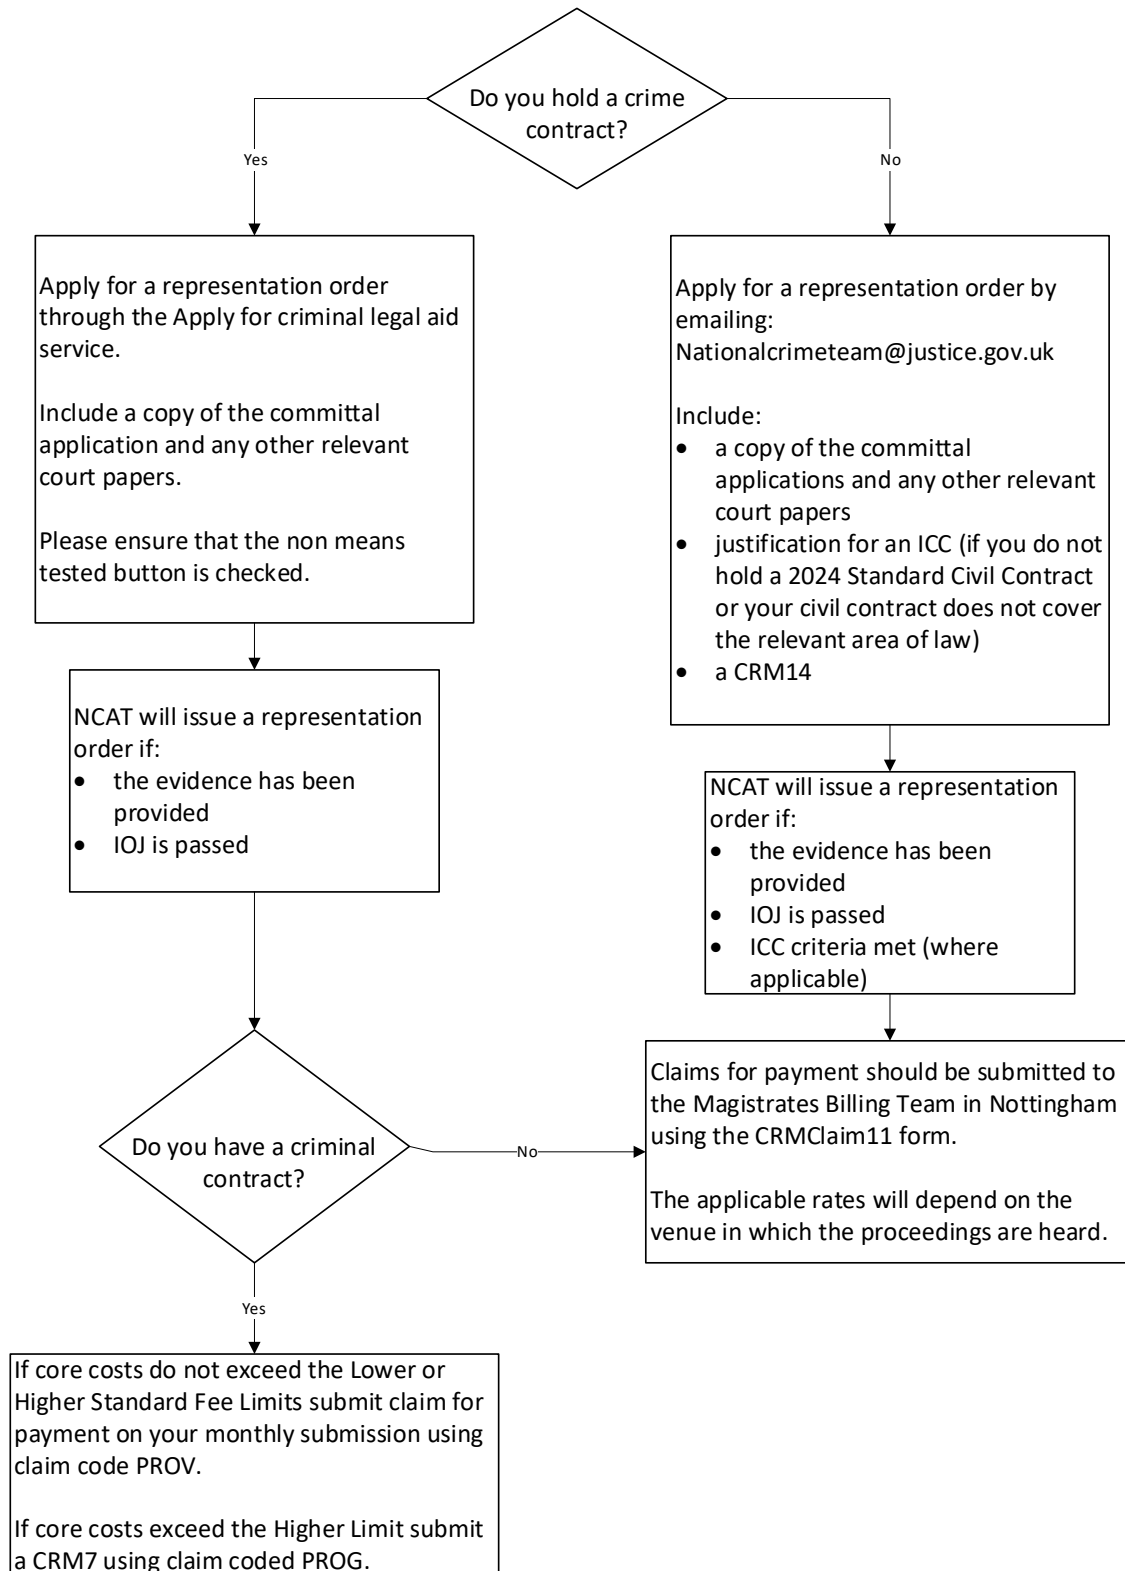 Do you hold a crime
contract?
Yes
No
Apply for a representation order
through the Apply for criminal legal aid
service.
Include a copy of the committal
application and any other relevant
court papers.
Please ensure that the non means
tested button is checked.
Apply for a representation order by
emailing:
Nationalcrimeteam@justice.gov.uk
Include:
• a copy of the committal
applications and any other relevant
court papers
• justification for an ICC (if you do not
hold a 2024 Standard Civil Contract
or your civil contract does not cover
the relevant area of law)
• a CRM14
NCAT will issue a representation
order if:
• the evidence has been
provided
• IOJ is passed
NCAT will issue a representation
order if:
• the evidence has been
provided
• IOJ is passed
• ICC criteria met (where
applicable)
Do you have a criminal
contract?
No
Claims for payment should be submitted to
the Magistrates Billing Team in Nottingham
using the CRMClaim11 form.
The applicable rates will depend on the
venue in which the proceedings are heard.
Yes
If core costs do not exceed the Lower or
Higher Standard Fee Limits submit claim for
payment on your monthly submission using
claim code PROV.
If core costs exceed the Higher Limit submit
a CRM7 using claim coded PROG.